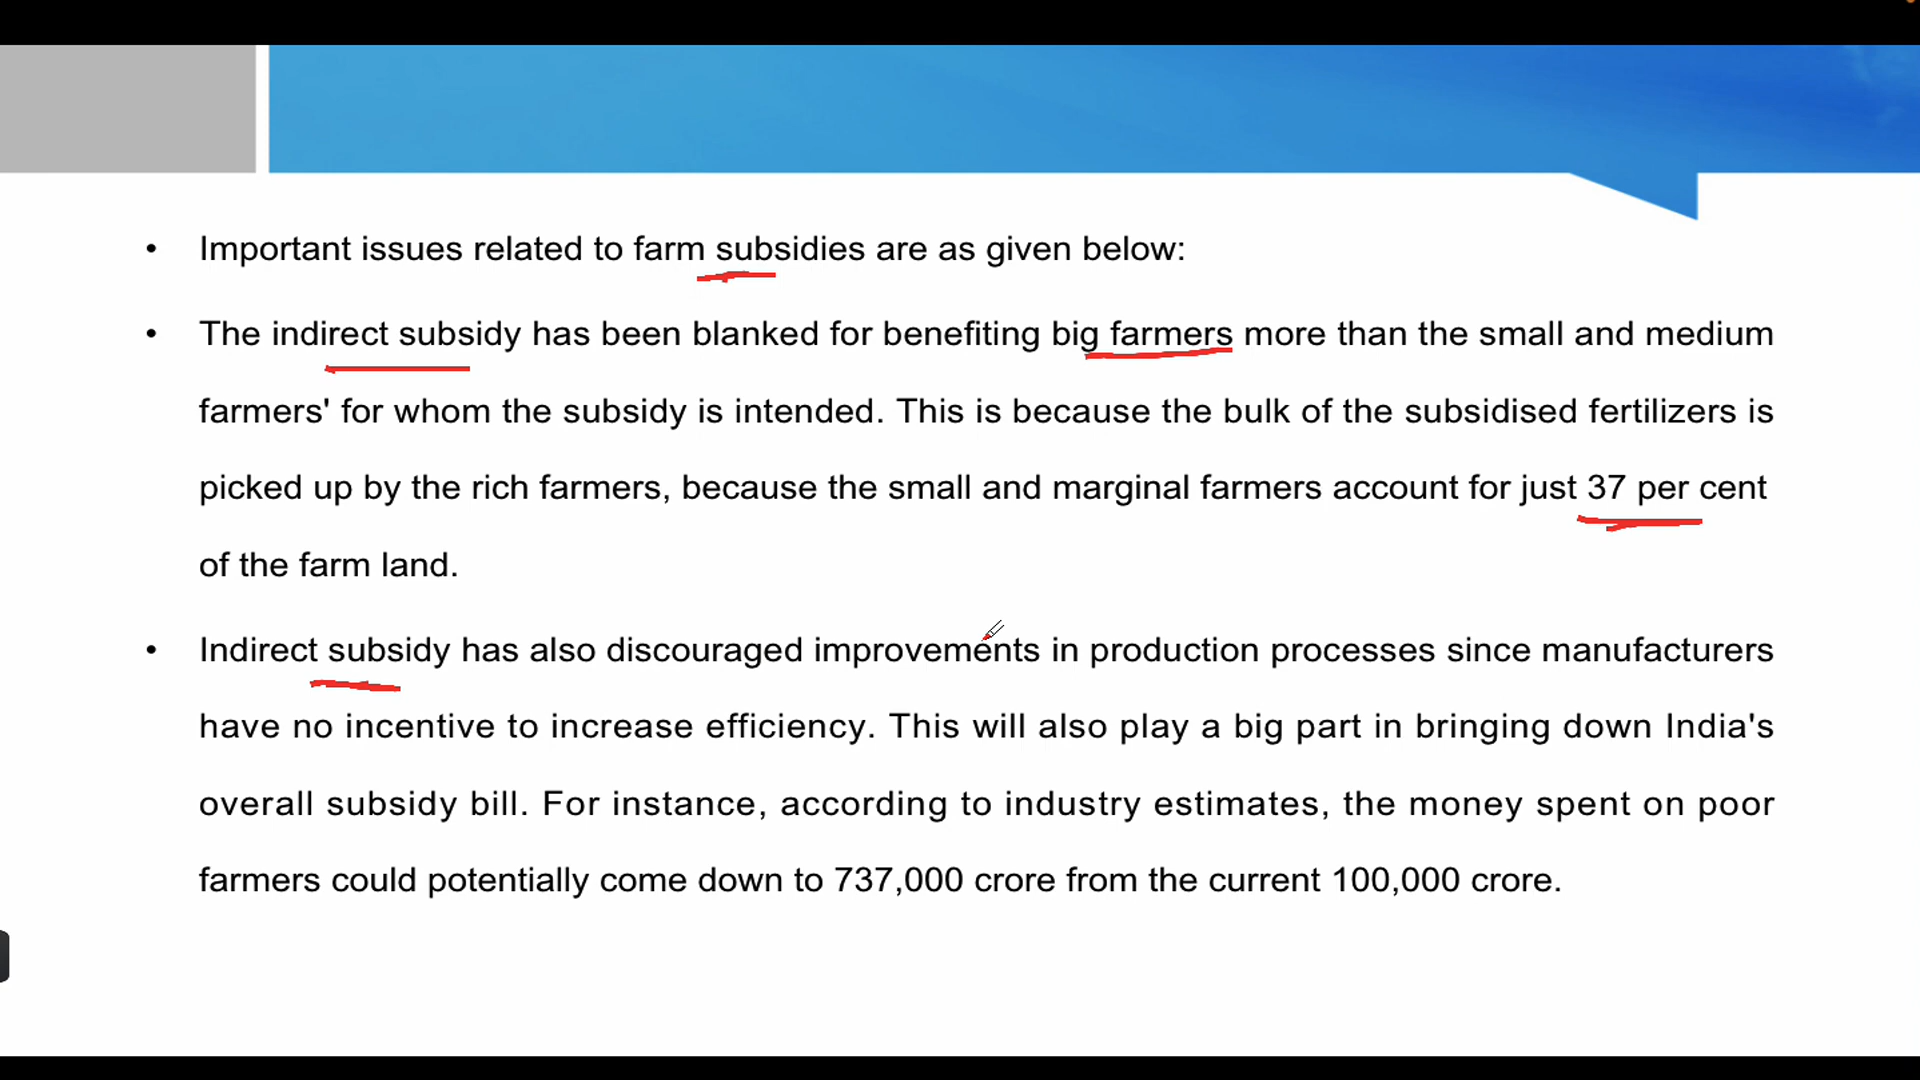 • Important issues related to farm subsidies are as given below:
• The indirect subsidy has been blanked for benefiting big farmers more than the small and medium
farmers' for whom the subsidy is intended. This is because the bulk of the subsidised fertilizers is
picked up by the rich farmers, because the small and marginal farmers account for just 37 per cent
of the farm land.
• Indirect subsidy has also discouraged improvements in production processes since manufacturers
have no incentive to increase efficiency. This will also play a big part in bringing down India's
overall subsidy bill. For instance, according to industry estimates, the money spent on poor
farmers could potentially come down to 737,000 crore from the current 100,000 crore.